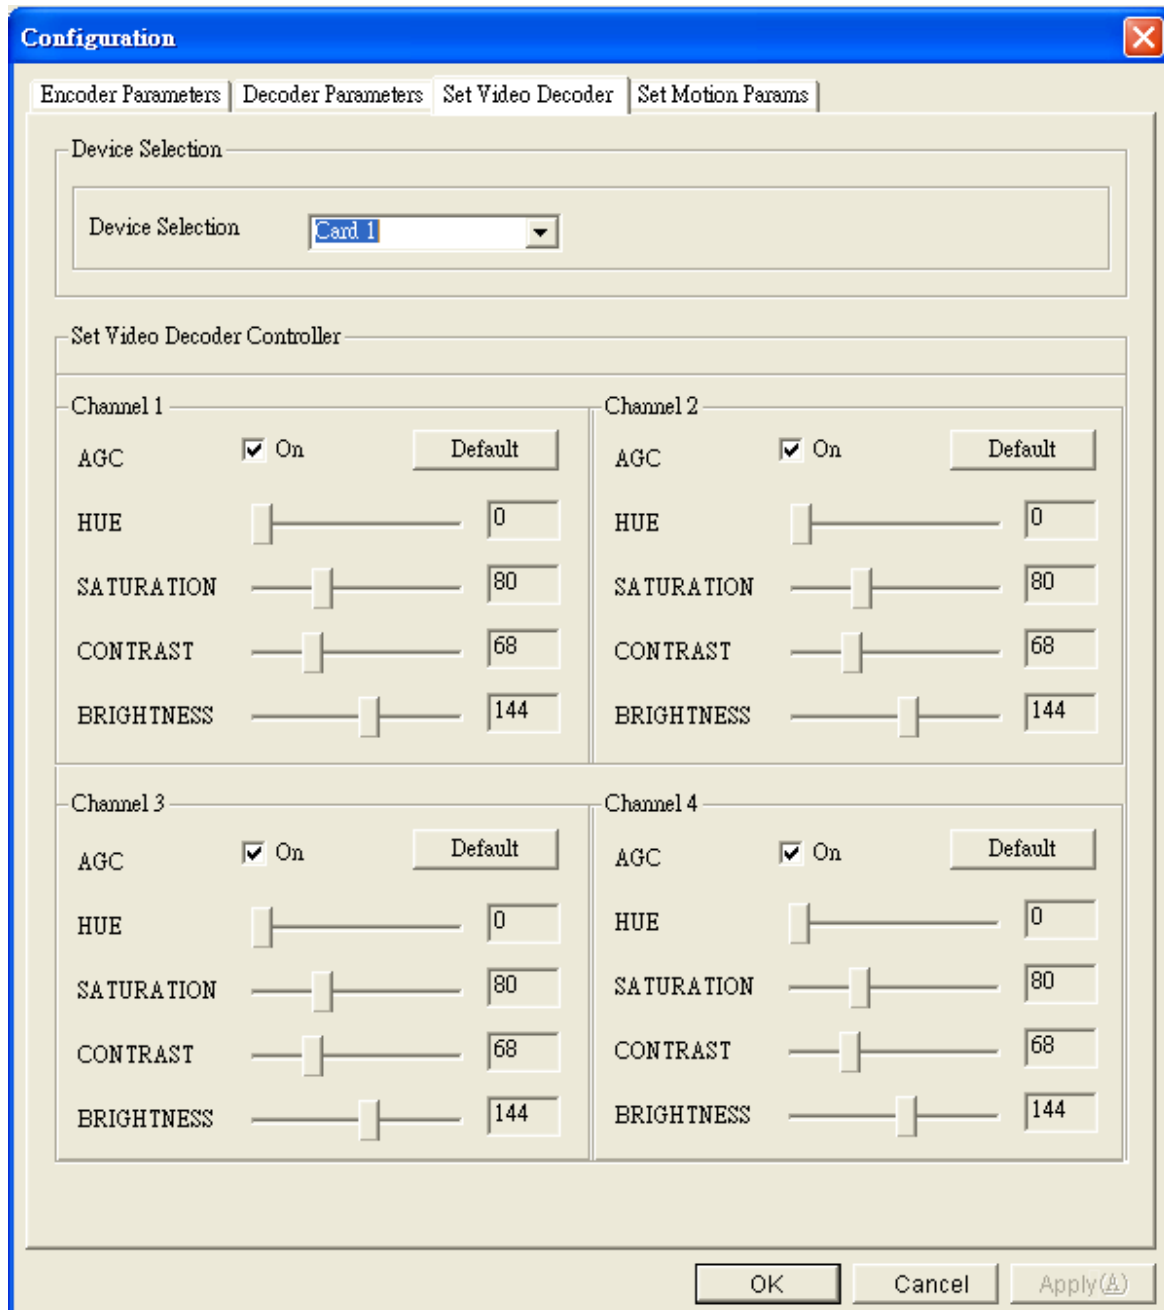 Configuration
Encoder Parameters Decoder Parameters Set Video Decoder Set Motion Params
Device Selection
Device Selection Card 1
Set Video Decoder Controller
Channel 1
AGC On Default
HUE 0
SATURATION 80
CONTRAST 68
BRIGHTNESS 144
Channel 2
AGC On Default
HUE 0
SATURATION 80
CONTRAST 68
BRIGHTNESS 144
Channel 3
AGC On Default
HUE 0
SATURATION 80
CONTRAST 68
BRIGHTNESS 144
Channel 4
AGC On Default
HUE 0
SATURATION 80
CONTRAST 68
BRIGHTNESS 144
OK Cancel Apply(A)